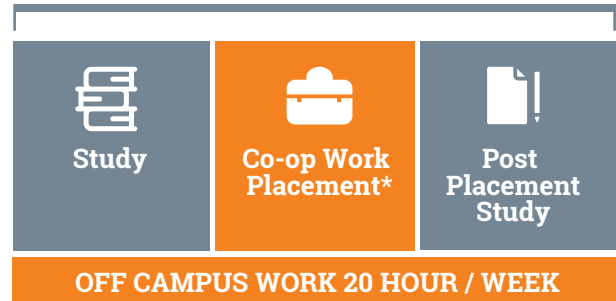 Study
Co-op Work
Placement*
Post
Placement
Study
OFF CAMPUS WORK 20 HOUR / WEEK